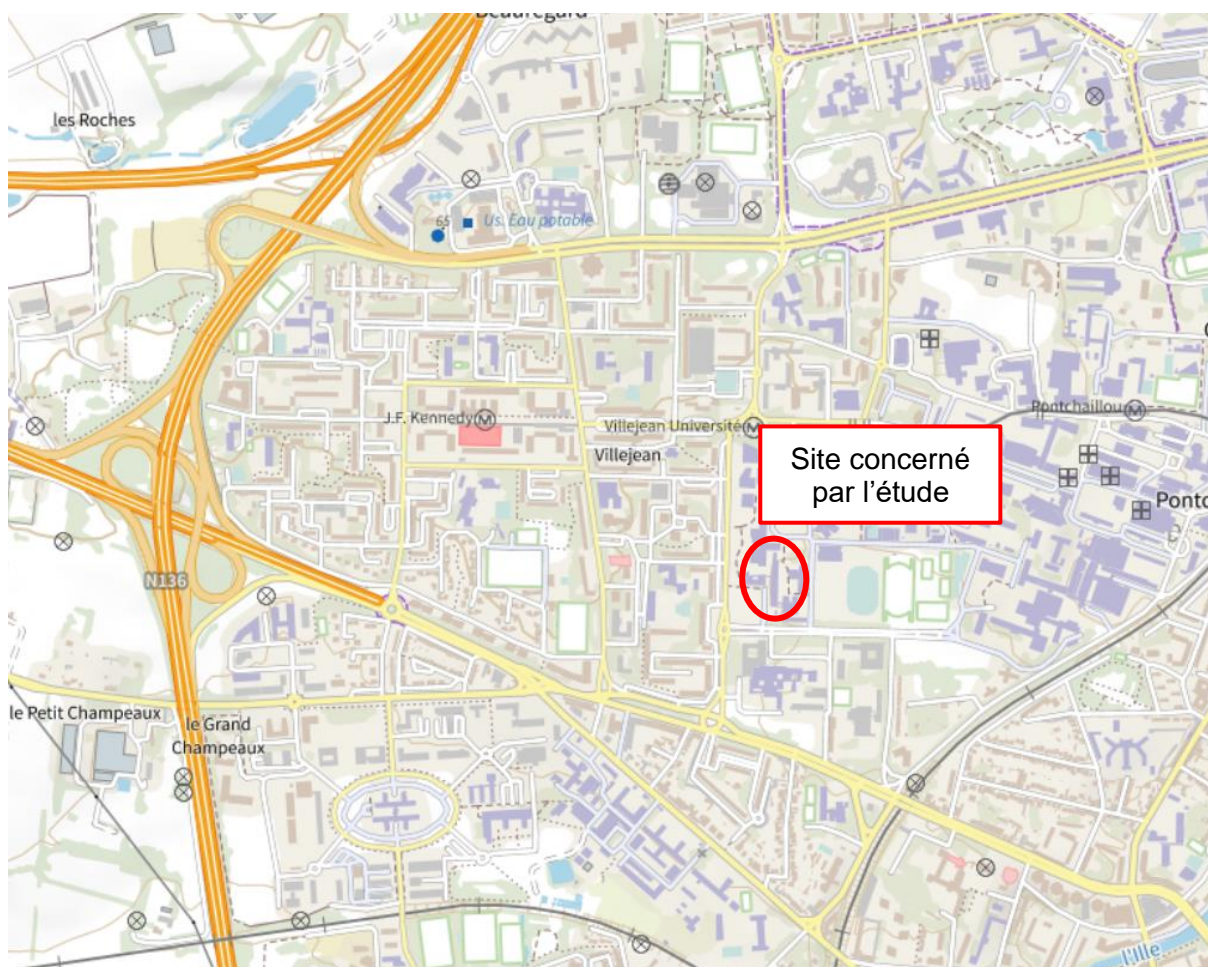 Beauregard
les Roches
65
Us. Eau potable
J.F. Kennedy
M
Villejean Université
M
Pontchaillou
M
Villejean
Site concerné
par l’étude
N136
le Petit Champeaux
le Grand
Champeaux
l'Ille